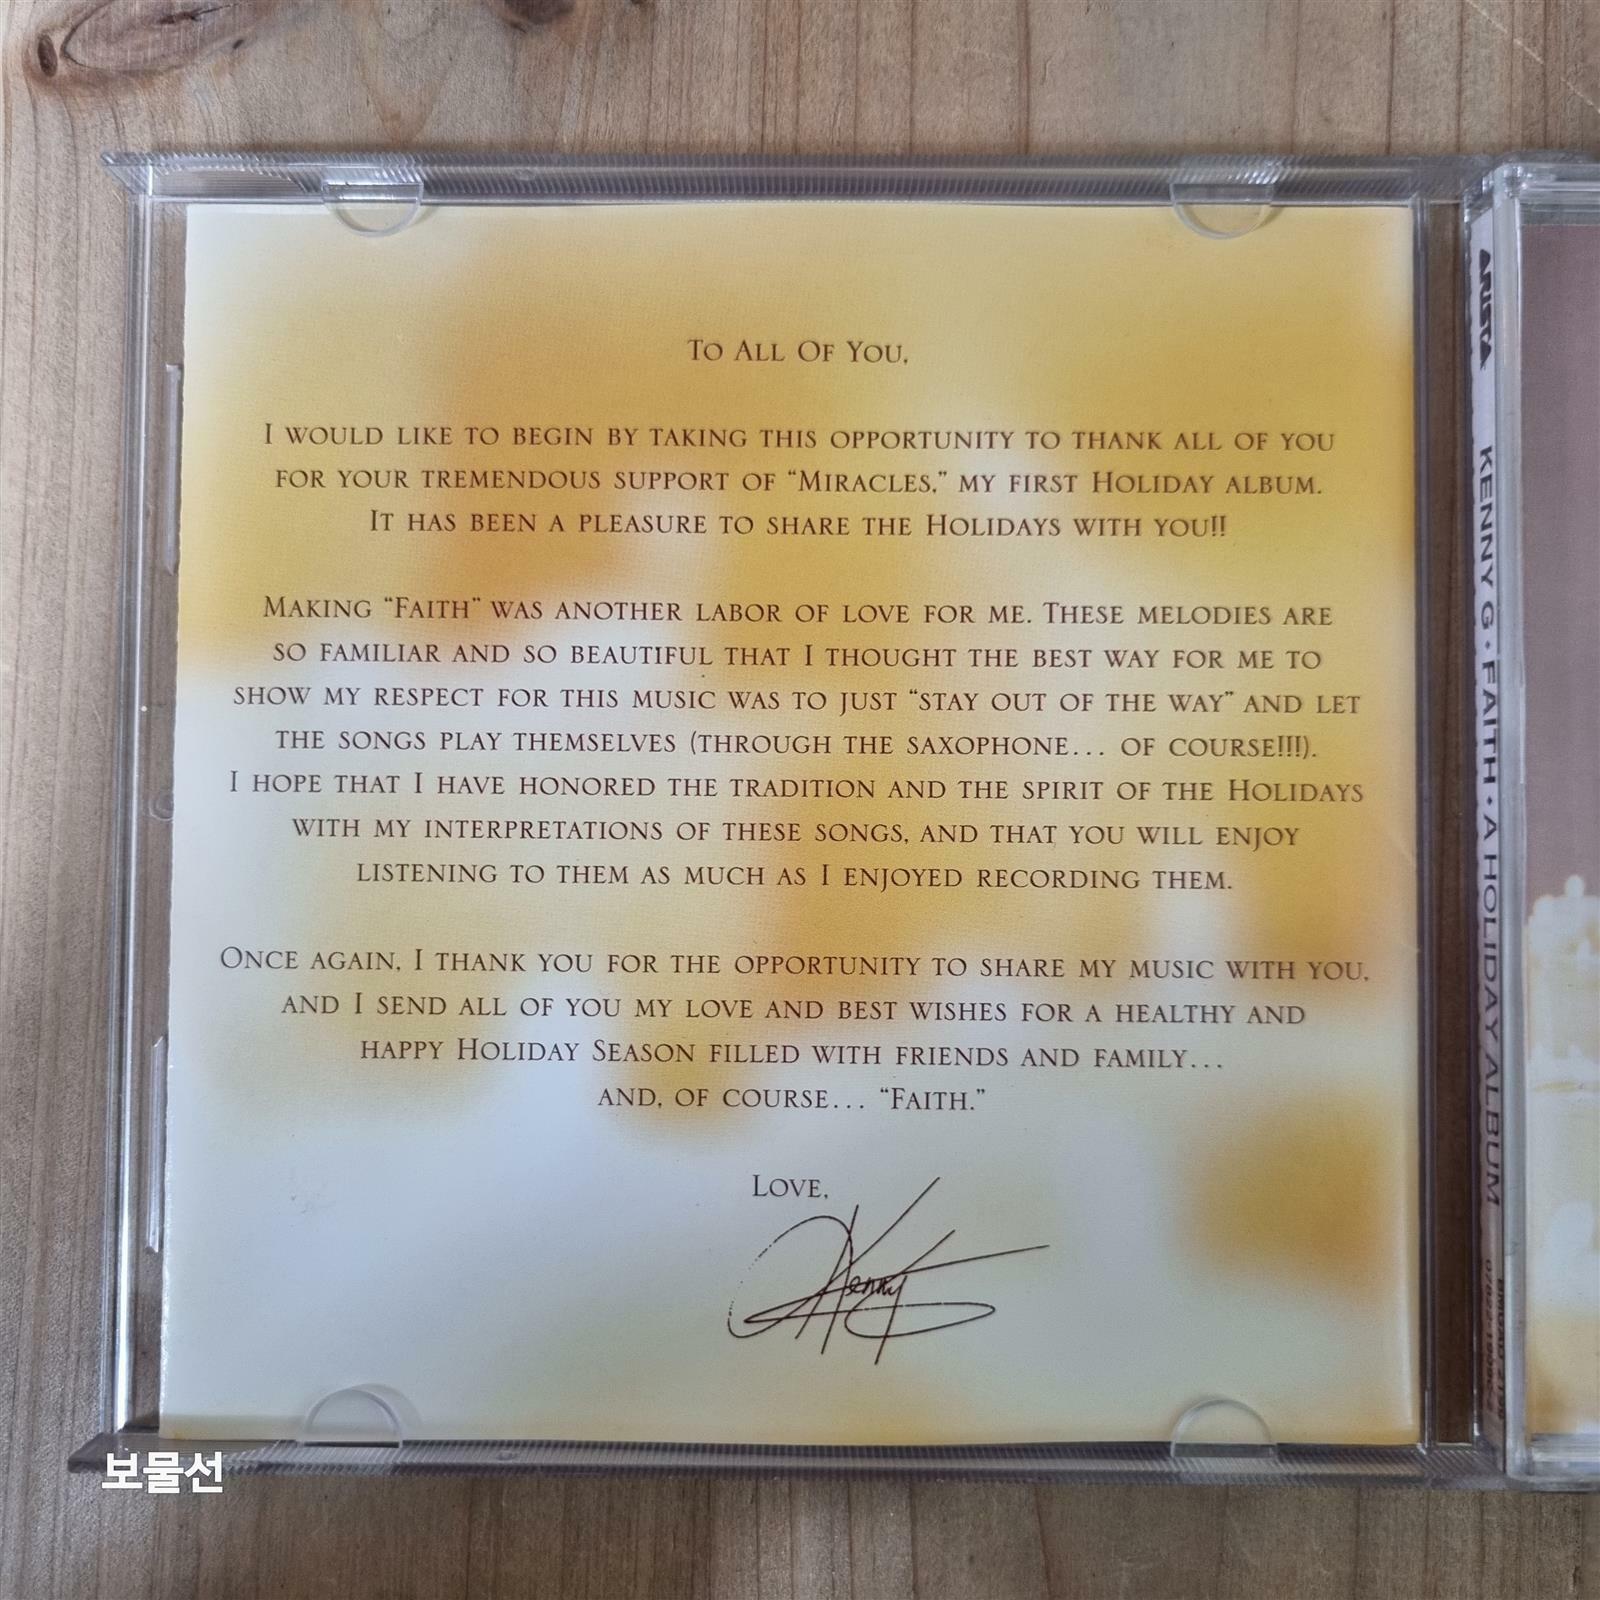 To All Of You,
I would like to begin by taking this opportunity to thank all of you
for your tremendous support of “Miracles,” my first Holiday album.
It has been a pleasure to share the Holidays with you!!
Making “Faith” was another labor of love for me. These melodies are
so familiar and so beautiful that I thought the best way for me to
show my respect for this music was to just “stay out of the way” and let
the songs play themselves (through the saxophone... of course!!!).
I hope that I have honored the tradition and the spirit of the Holidays
with my interpretations of these songs, and that you will enjoy
listening to them as much as I enjoyed recording them.
Once again, I thank you for the opportunity to share my music with you,
and I send all of you my love and best wishes for a healthy and
happy Holiday Season filled with friends and family...
and, of course... “Faith.”
Love,
Kenny
ARISTA
KENNY G · FAITH · A HOLIDAY ALBUM
보물선